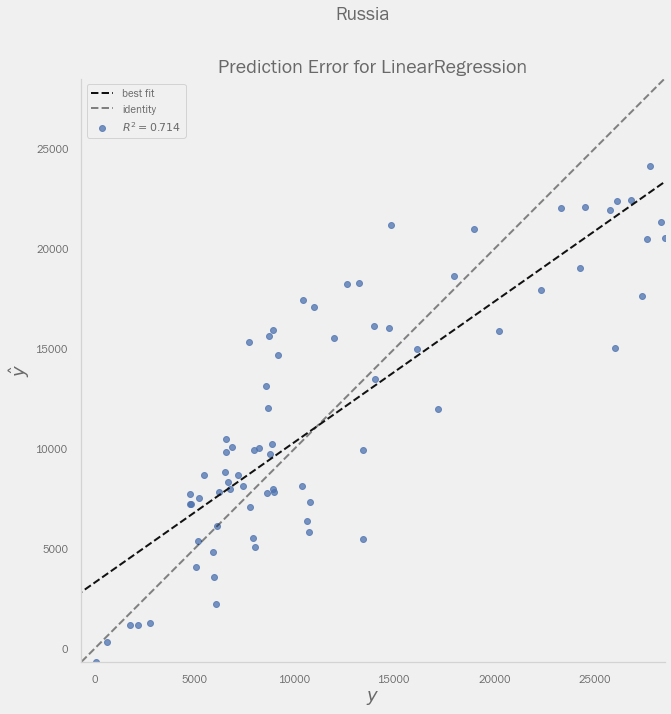 Russia
Prediction Error for LinearRegression
best fit
identity
R² = 0.714
25000
20000
15000
10000
5000
0
ŷ
0 5000 10000 15000 20000 25000
y